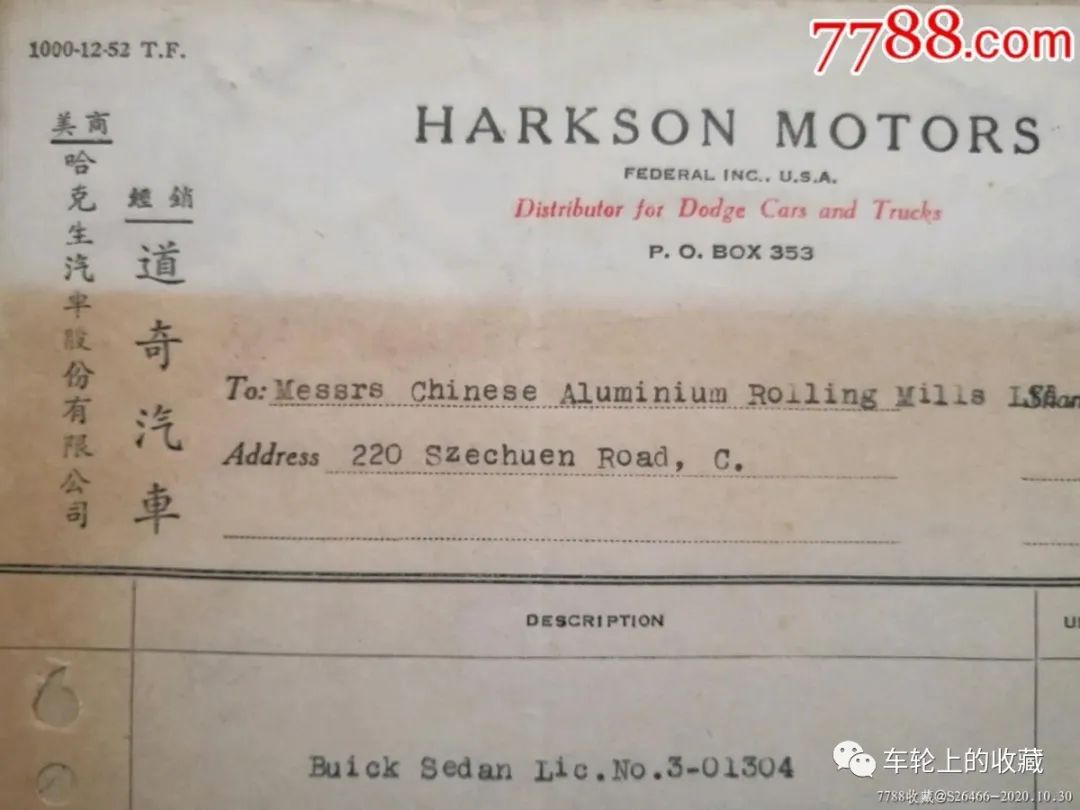 7788.com
1000-12-52 T.F.
美商
哈克生汽車股份有限公司
經銷
道奇汽車
HARKSON MOTORS
FEDERAL INC., U.S.A.
Distributor for Dodge Cars and Trucks
P. O. BOX 353
To: Messrs Chinese Aluminium Rolling Mills
Address 220 Szechuen Road, C.
DESCRIPTION
Buick Sedan Lic.No.3-01304
车轮上的收藏
7788收藏@S26466-2020.10.30